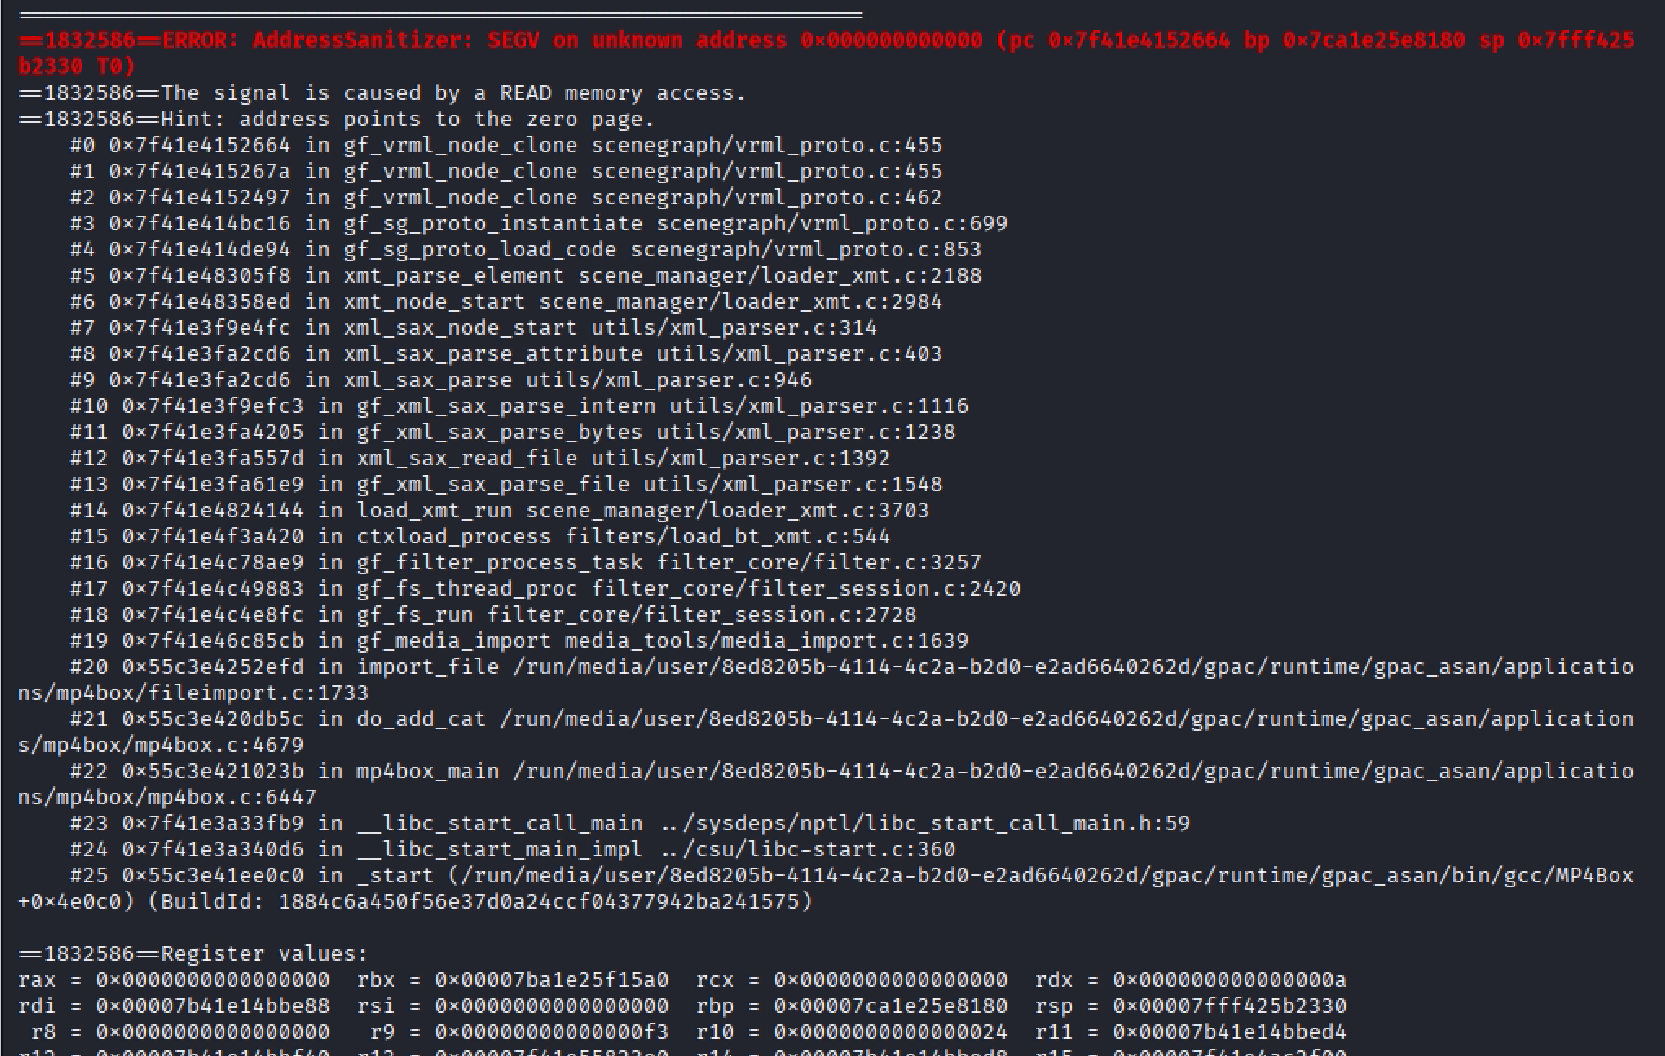 ==1832586==ERROR: AddressSanitizer: SEGV on unknown address 0x000000000000 (pc 0x7f41e4152664 bp 0x7ca1e25e8180 sp 0x7fff425
b2330 T0)
==1832586==The signal is caused by a READ memory access.
==1832586==Hint: address points to the zero page.
#0 0x7f41e4152664 in gf_vrml_node_clone scenegraph/vrml_proto.c:455
#1 0x7f41e415267a in gf_vrml_node_clone scenegraph/vrml_proto.c:455
#2 0x7f41e4152497 in gf_vrml_node_clone scenegraph/vrml_proto.c:462
#3 0x7f41e414bc16 in gf_sg_proto_instantiate scenegraph/vrml_proto.c:699
#4 0x7f41e414de94 in gf_sg_proto_load_code scenegraph/vrml_proto.c:853
#5 0x7f41e48305f8 in xmt_parse_element scene_manager/loader_xmt.c:2188
#6 0x7f41e48358ed in xmt_node_start scene_manager/loader_xmt.c:2984
#7 0x7f41e3f9e4fc in xml_sax_node_start utils/xml_parser.c:314
#8 0x7f41e3fa2cd6 in xml_sax_parse_attribute utils/xml_parser.c:403
#9 0x7f41e3fa2cd6 in xml_sax_parse utils/xml_parser.c:946
#10 0x7f41e3f9efc3 in gf_xml_sax_parse_intern utils/xml_parser.c:1116
#11 0x7f41e3fa4205 in gf_xml_sax_parse_bytes utils/xml_parser.c:1238
#12 0x7f41e3fa557d in xml_sax_read_file utils/xml_parser.c:1392
#13 0x7f41e3fa61e9 in gf_xml_sax_parse_file utils/xml_parser.c:1548
#14 0x7f41e4824144 in load_xmt_run scene_manager/loader_xmt.c:3703
#15 0x7f41e4f3a420 in ctxload_process filters/load_bt_xmt.c:544
#16 0x7f41e4c78ae9 in gf_filter_process_task filter_core/filter.c:3257
#17 0x7f41e4c49883 in gf_fs_thread_proc filter_core/filter_session.c:2420
#18 0x7f41e4c4e8fc in gf_fs_run filter_core/filter_session.c:2728
#19 0x7f41e46c85cb in gf_media_import media_tools/media_import.c:1639
#20 0x55c3e4252efd in import_file /run/media/user/8ed8205b-4114-4c2a-b2d0-e2ad6640262d/gpac/runtime/gpac_asan/applicatio
ns/mp4box/fileimport.c:1733
#21 0x55c3e420db5c in do_add_cat /run/media/user/8ed8205b-4114-4c2a-b2d0-e2ad6640262d/gpac/runtime/gpac_asan/application
s/mp4box/mp4box.c:4679
#22 0x55c3e421023b in mp4box_main /run/media/user/8ed8205b-4114-4c2a-b2d0-e2ad6640262d/gpac/runtime/gpac_asan/applicatio
ns/mp4box/mp4box.c:6447
#23 0x7f41e3a33fb9 in __libc_start_call_main ../sysdeps/nptl/libc_start_call_main.h:59
#24 0x7f41e3a340d6 in __libc_start_main_impl ../csu/libc-start.c:360
#25 0x55c3e41ee0c0 in _start (/run/media/user/8ed8205b-4114-4c2a-b2d0-e2ad6640262d/gpac/runtime/gpac_asan/bin/gcc/MP4Box
+0x4e0c0) (BuildId: 1884c6a450f56e37d0a24ccf04377942ba241575)
==1832586==Register values:
rax = 0x0000000000000000 rbx = 0x00007ba1e25f15a0 rcx = 0x0000000000000000 rdx = 0x000000000000000a
rdi = 0x00007b41e14bbe88 rsi = 0x0000000000000000 rbp = 0x00007ca1e25e8180 rsp = 0x00007fff425b2330
r8 = 0x0000000000000000 r9 = 0x00000000000000f3 r10 = 0x0000000000000024 r11 = 0x00007b41e14bbed4